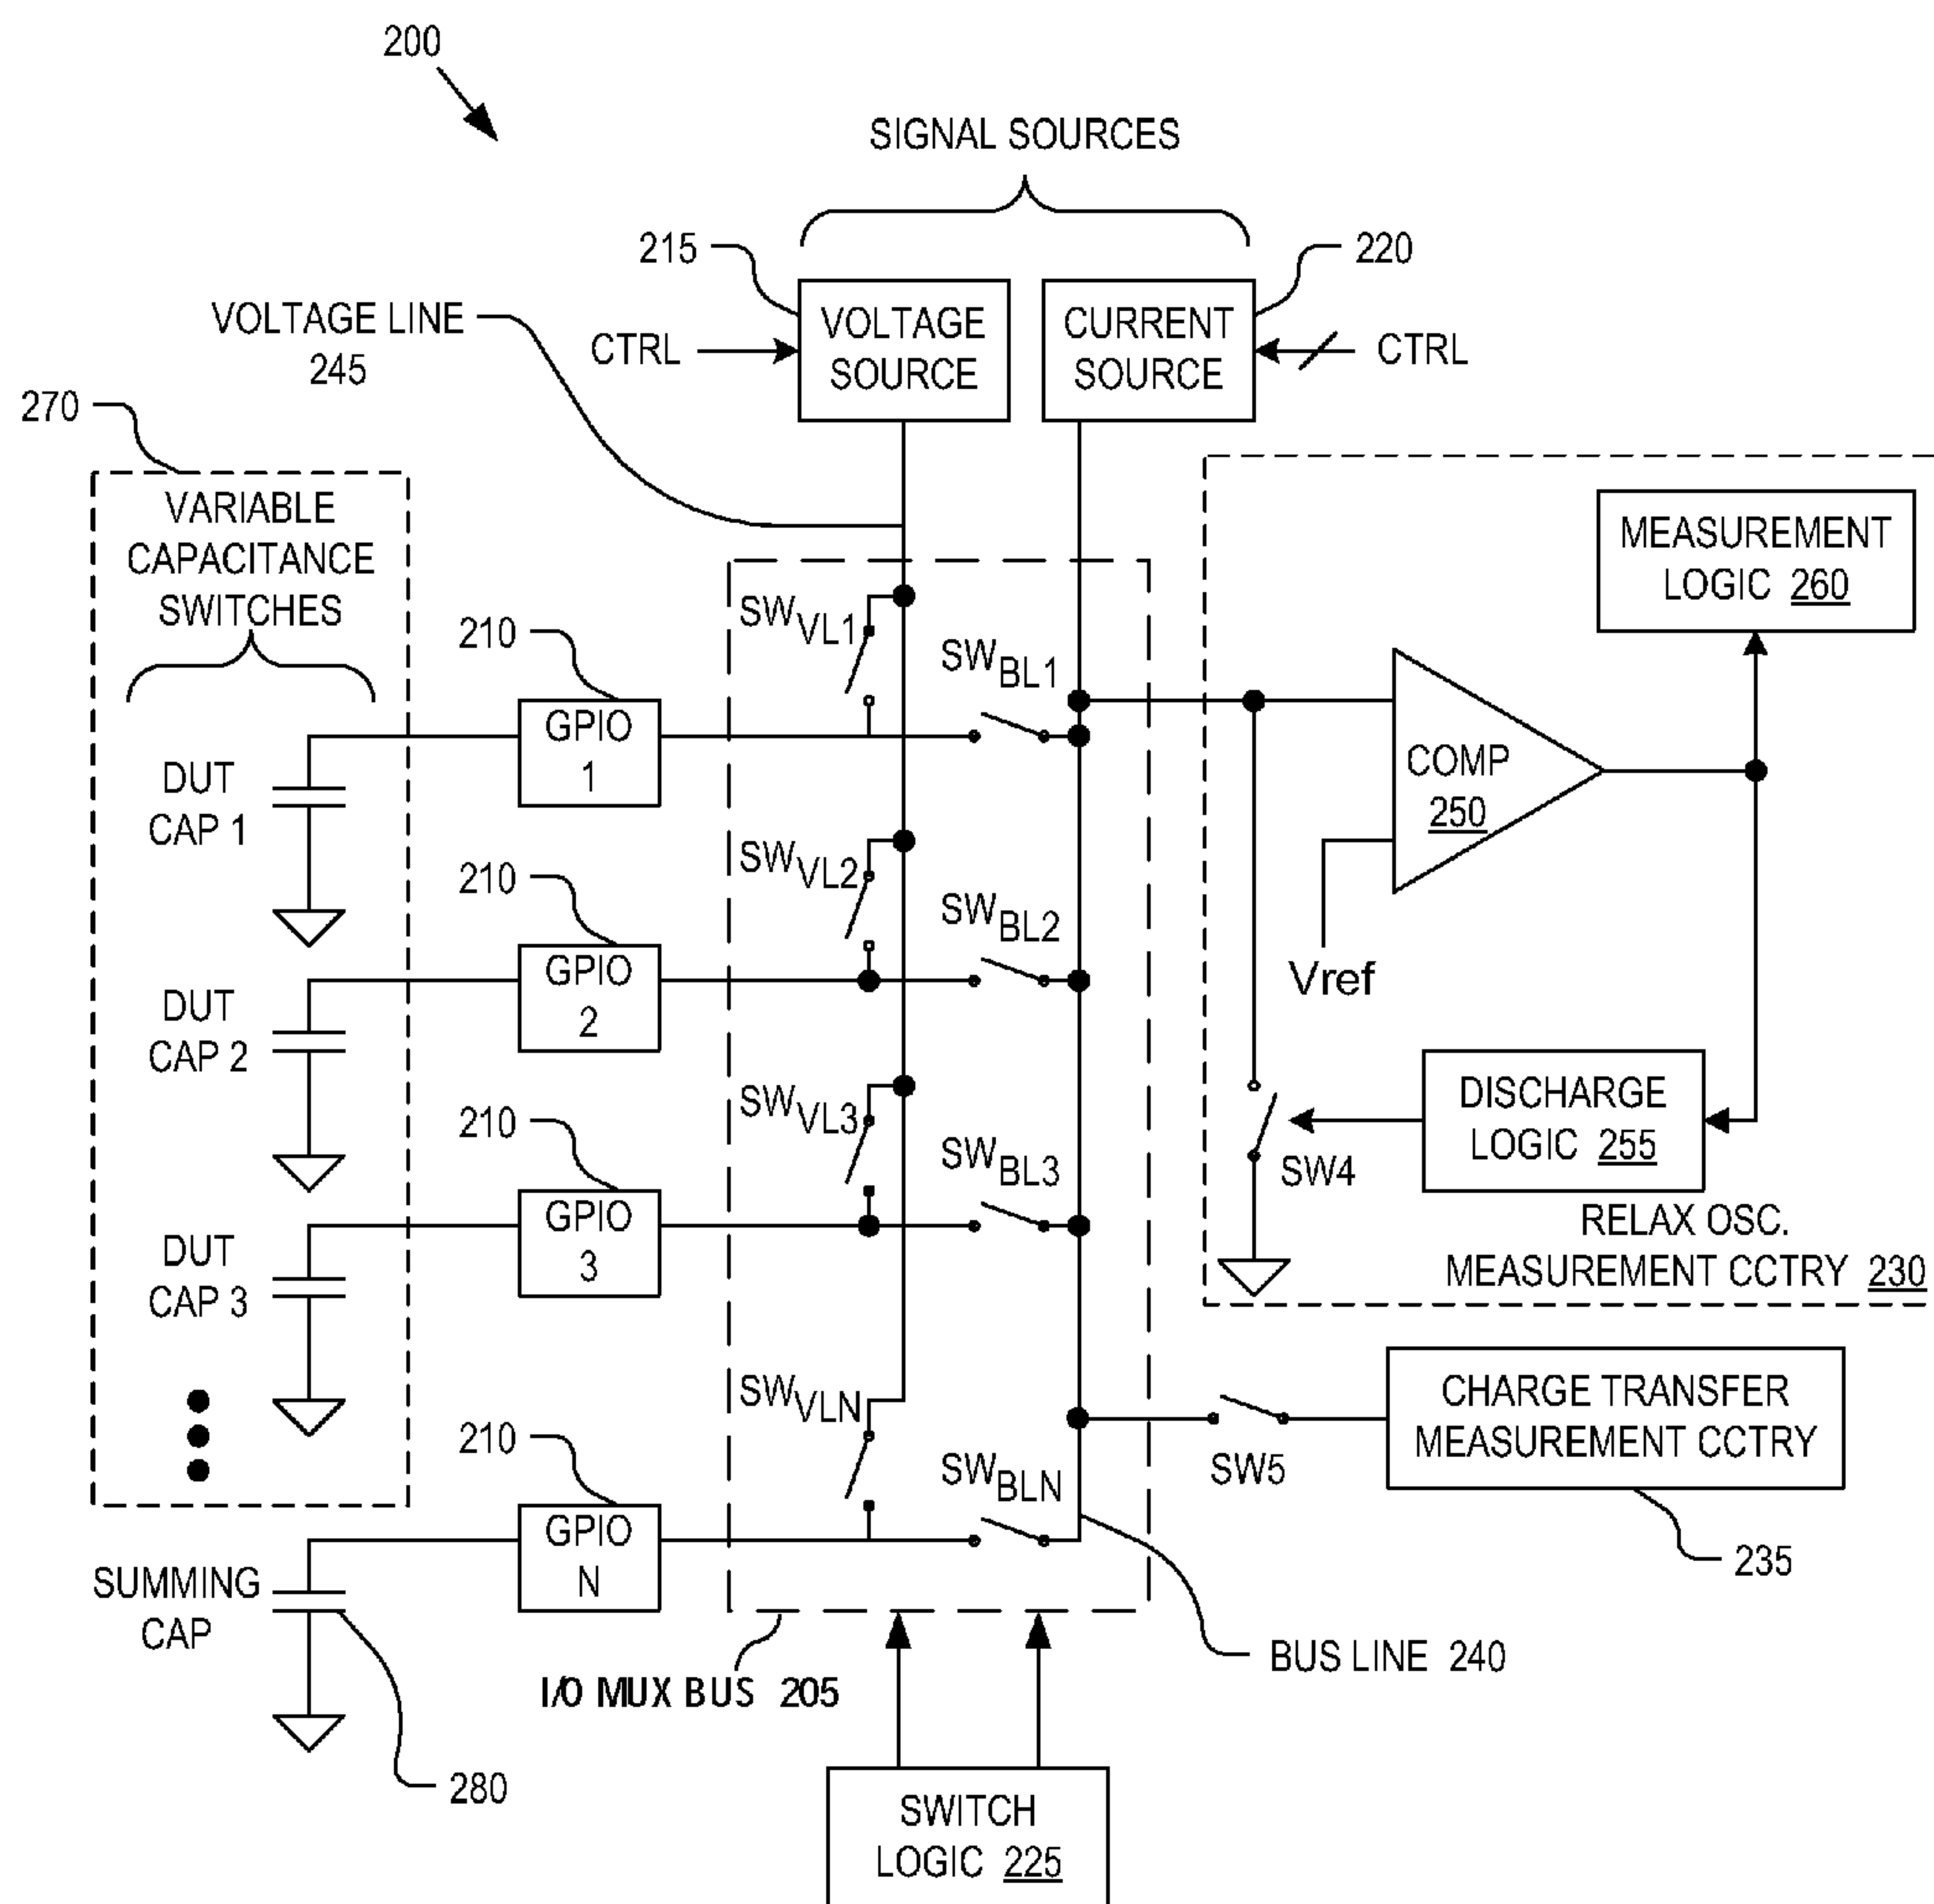 200
SIGNAL SOURCES
215
220
VOLTAGE LINE
245
CTRL
VOLTAGE
SOURCE
CURRENT
SOURCE
CTRL
270
VARIABLE
CAPACITANCE
SWITCHES
MEASUREMENT
LOGIC 260
SWVL1
210
SWBL1
GPIO
1
DUT
CAP 1
COMP
250
SWVL2
210
SWBL2
Vref
GPIO
2
DUT
CAP 2
SWVL3
210
SWBL3
DISCHARGE
LOGIC 255
SW4
GPIO
3
DUT
CAP 3
RELAX OSC.
MEASUREMENT CCTRY 230
SWVLN
210
SWBLN
SW5
CHARGE TRANSFER
MEASUREMENT CCTRY
235
GPIO
N
SUMMING
CAP
BUS LINE 240
I/O MUX BUS 205
280
SWITCH
LOGIC 225